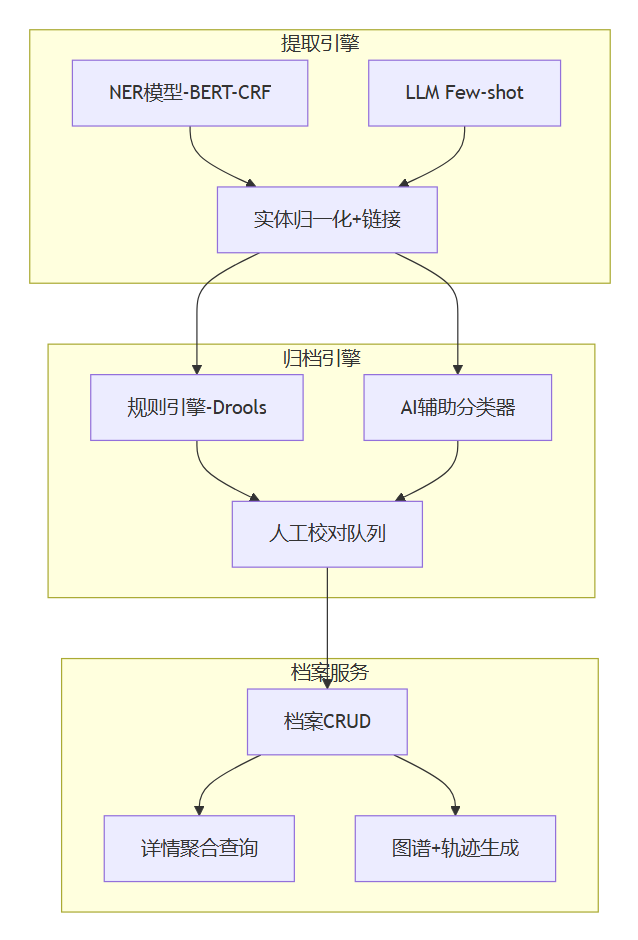 提取引擎
NER模型-BERT-CRF
LLM Few-shot
实体归一化+链接
归档引擎
规则引擎-Drools
AI辅助分类器
人工校对队列
档案服务
档案CRUD
详情聚合查询
图谱+轨迹生成